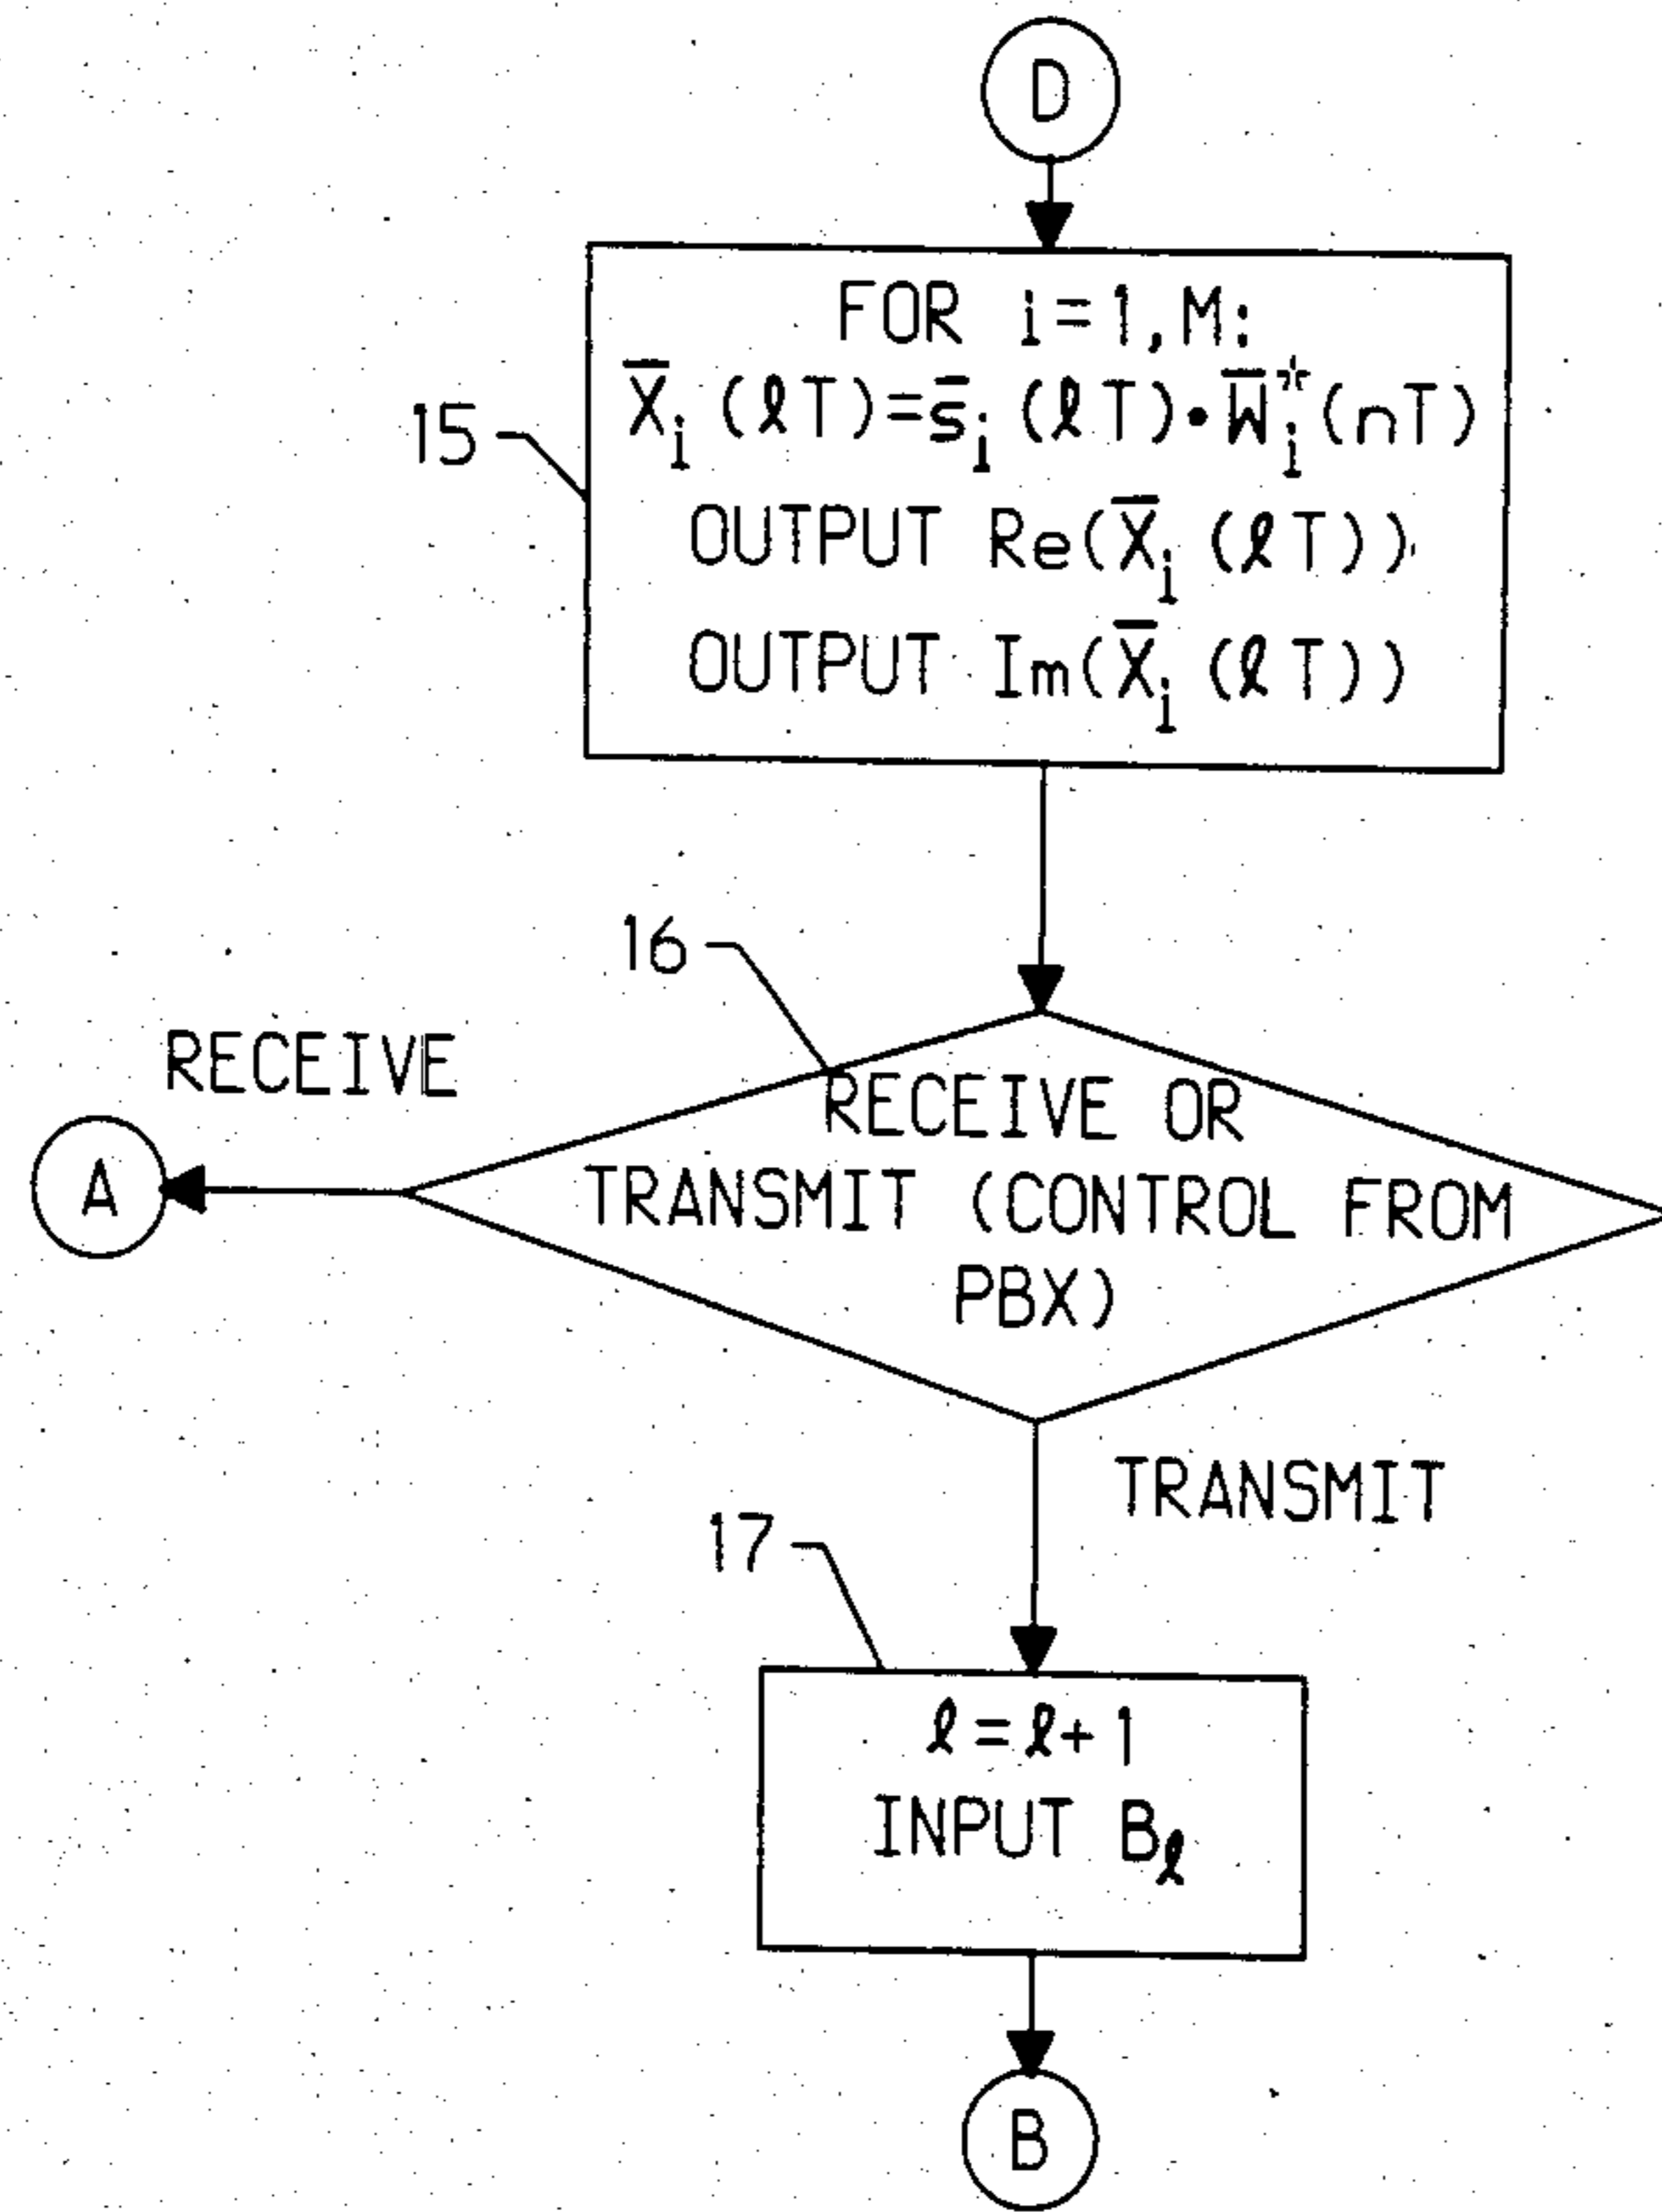 D
FOR i=1,M:
15
X̅ᵢ(ℓT)=s̅ᵢ(ℓT)•W̅ᵢ*(nT)
OUTPUT Re(X̅ᵢ(ℓT))
OUTPUT Im(X̅ᵢ(ℓT))
16
RECEIVE
RECEIVE OR
A
TRANSMIT (CONTROL FROM
PBX)
TRANSMIT
17
ℓ=ℓ+1
INPUT Bℓ
B